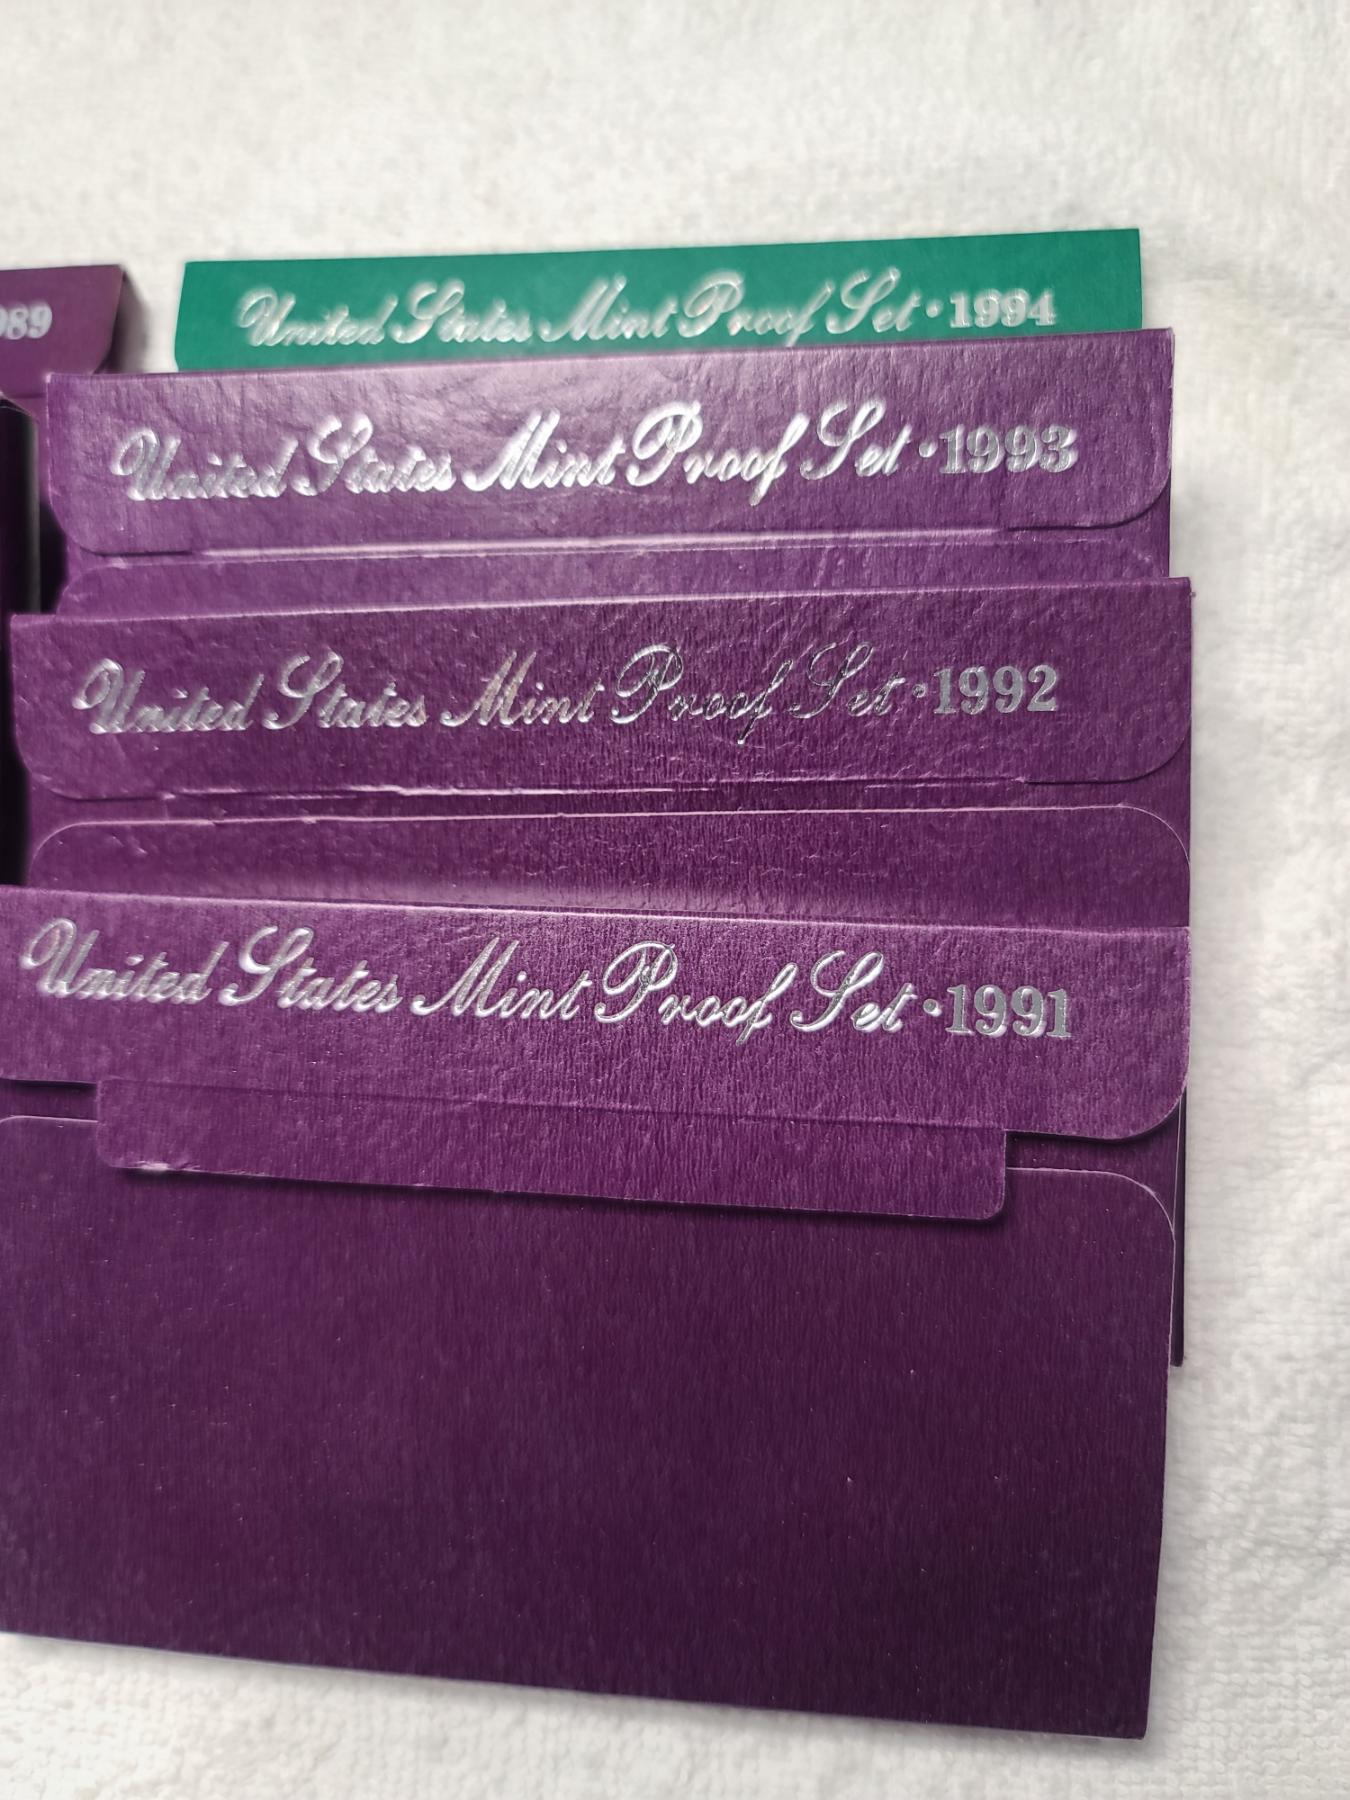 989
United States Mint Proof Set · 1994
United States Mint Proof Set · 1993
United States Mint Proof Set · 1992
United States Mint Proof Set · 1991